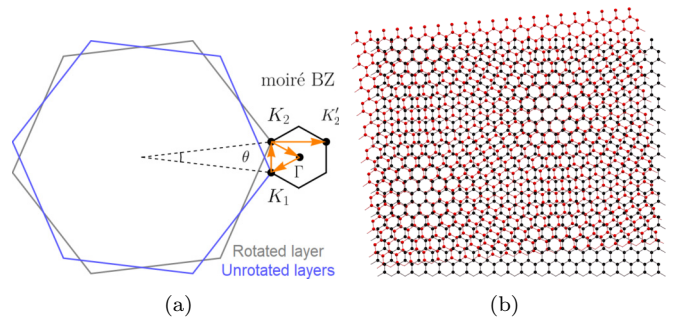 moiré BZ
K₂
K₂′
θ
Γ
K₁
Rotated layer
Unrotated layers
(a)
(b)